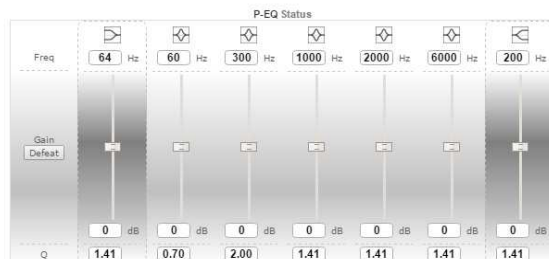 P-EQ Status
Freq 64 Hz 60 Hz 300 Hz 1000 Hz 2000 Hz 6000 Hz 200 Hz
Gain
Defeat
0 dB 0 dB 0 dB 0 dB 0 dB 0 dB 0 dB
Q 1.41 0.70 2.00 1.41 1.41 1.41 1.41